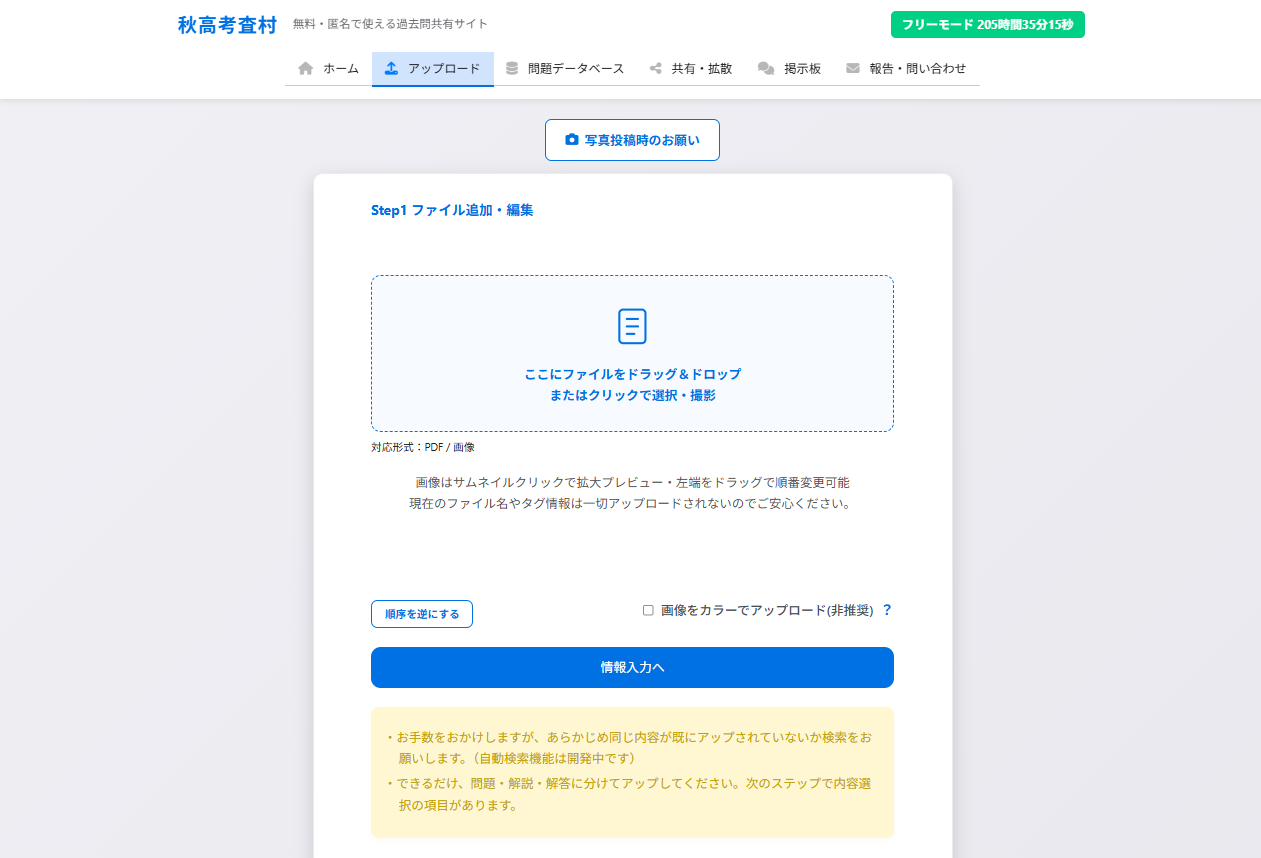 秋高考査村
無料・匿名で使える過去問共有サイト
フリーモード 205時間35分15秒
ホーム
アップロード
問題データベース
共有・拡散
掲示板
報告・問い合わせ
写真投稿時のお願い
Step1 ファイル追加・編集
ここにファイルをドラッグ＆ドロップ
またはクリックで選択・撮影
対応形式：PDF / 画像
画像はサムネイルクリックで拡大プレビュー・左端をドラッグで順番変更可能
現在のファイル名やタグ情報は一切アップロードされないのでご安心ください。
順序を逆にする
画像をカラーでアップロード(非推奨)
?
情報入力へ
・お手数をおかけしますが、あらかじめ同じ内容が既にアップされていないか検索をお
願いします。（自動検索機能は開発中です）
・できるだけ、問題・解説・解答に分けてアップしてください。次のステップで内容選
択の項目があります。